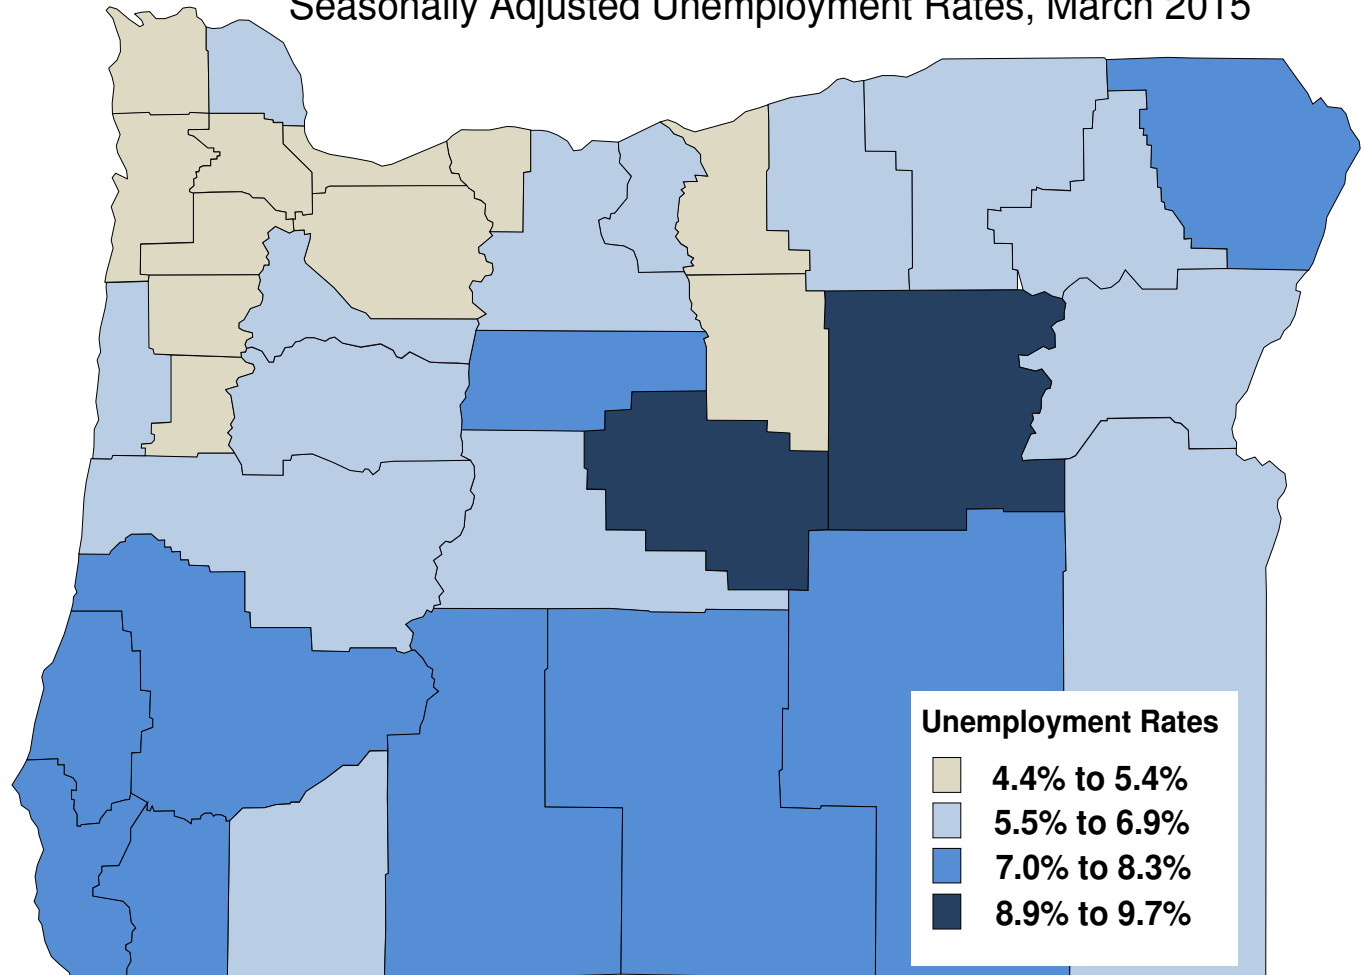 Seasonally Adjusted Unemployment Rates, March 2015
Unemployment Rates
4.4% to 5.4%
5.5% to 6.9%
7.0% to 8.3%
8.9% to 9.7%